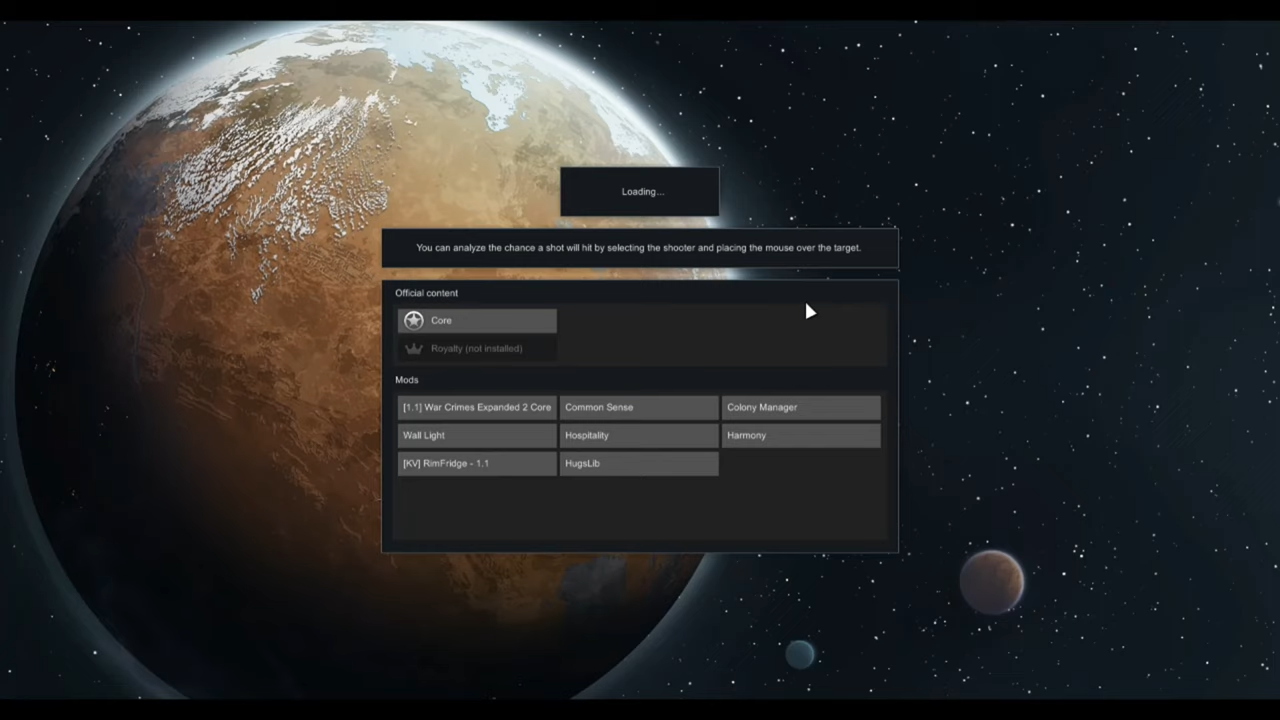 Loading...
You can analyze the chance a shot will hit by selecting the shooter and placing the mouse over the target.
Official content
Core
Royalty (not installed)
Mods
[1.1] War Crimes Expanded 2 Core
Common Sense
Colony Manager
Wall Light
Hospitality
Harmony
[KV] RimFridge - 1.1
HugsLib